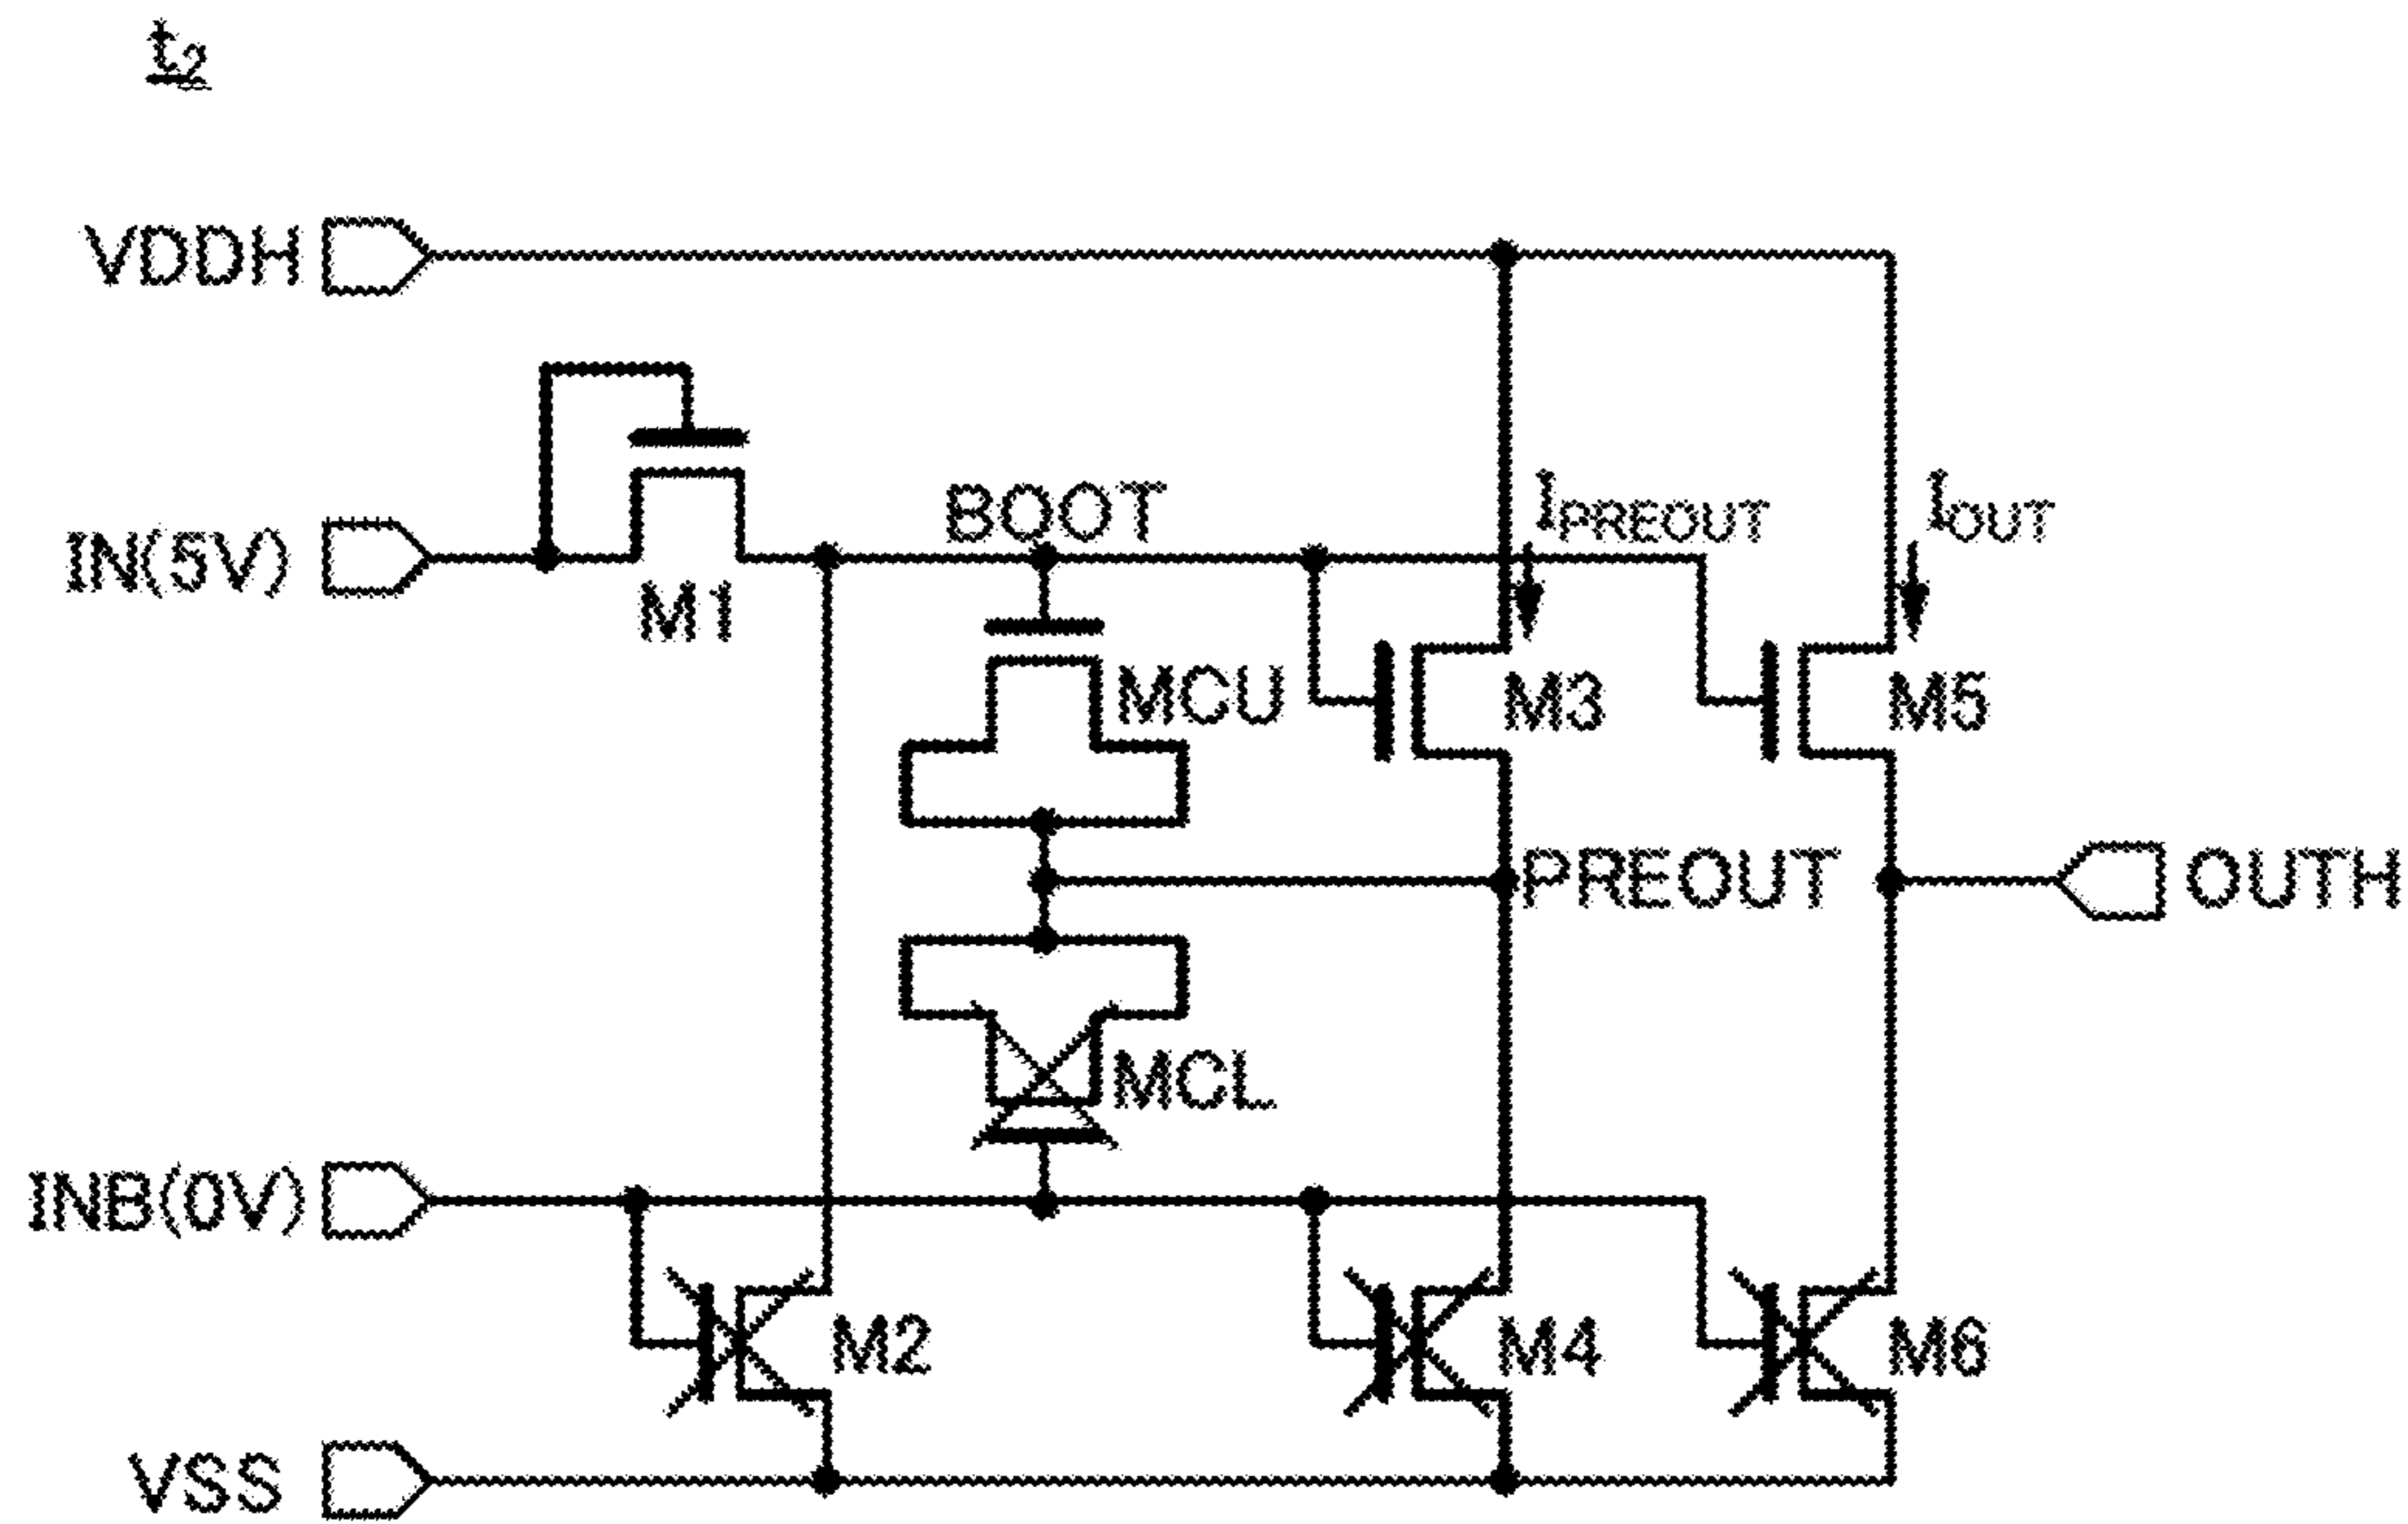 t2
VDDH
IN(5V)
M1
BOOT
IPREOUT
IOUT
MCU
M3
M5
PREOUT
OUTH
MCL
INB(0V)
M2
M4
M6
VSS